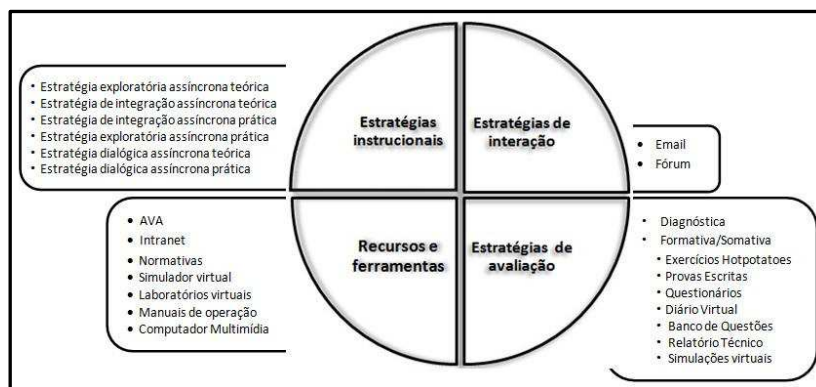 • Estratégia exploratória assíncrona teórica
• Estratégia de integração assíncrona teórica
• Estratégia de integração assíncrona prática
• Estratégia exploratória assíncrona prática
• Estratégia dialógica assíncrona teórica
• Estratégia dialógica assíncrona prática
Estratégias
instrucionais
Estratégias de
interação
• Email
• Fórum
• AVA
• Intranet
• Normativas
• Simulador virtual
• Laboratórios virtuais
• Manuais de operação
• Computador Multimídia
Recursos e
ferramentas
Estratégias de
avaliação
• Diagnóstica
• Formativa/Somativa
• Exercícios Hotpotatoes
• Provas Escritas
• Questionários
• Diário Virtual
• Banco de Questões
• Relatório Técnico
• Simulações virtuais